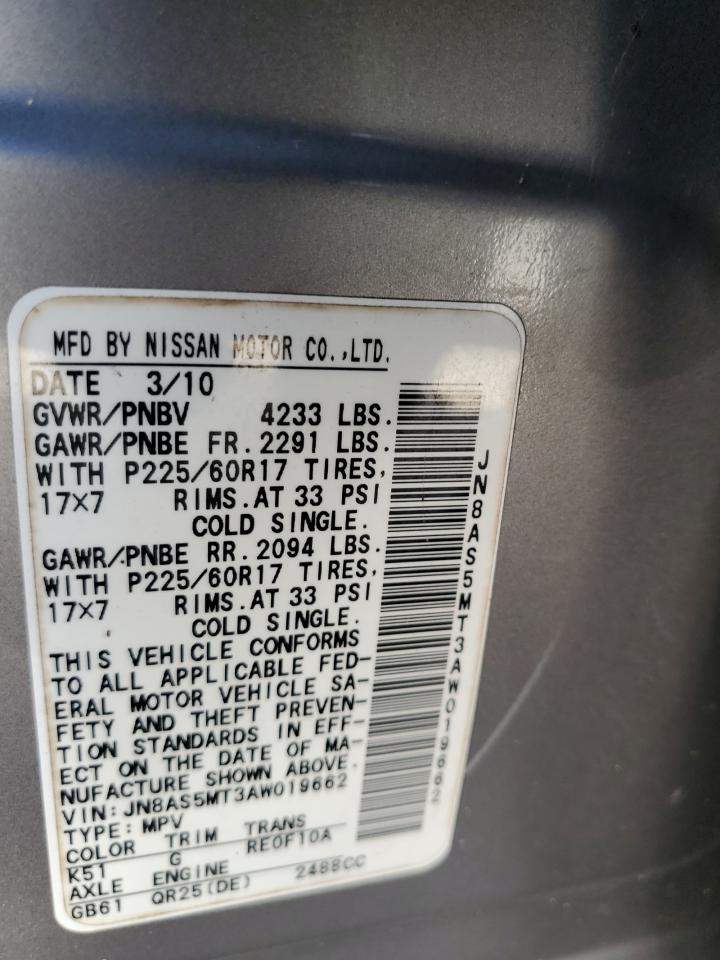 MFD BY NISSAN MOTOR CO.,LTD.
DATE 3/10
GVWR/PNBV 4233 LBS.
GAWR/PNBE FR.2291 LBS.
WITH P225/60R17 TIRES,
17×7 RIMS.AT 33 PSI
COLD SINGLE.
GAWR/PNBE RR.2094 LBS.
WITH P225/60R17 TIRES,
17×7 RIMS.AT 33 PSI
COLD SINGLE.
THIS VEHICLE CONFORMS
TO ALL APPLICABLE FED-
ERAL MOTOR VEHICLE SA-
FETY AND THEFT PREVEN-
TION STANDARDS IN EFF-
ECT ON THE DATE OF MA-
NUFACTURE SHOWN ABOVE.
VIN:JN8AS5MT3AW019662
TYPE:MPV
COLOR TRIM TRANS
K51 G RE0F10A
AXLE ENGINE
GB61 QR25(DE) 2488CC
JN8AS5MT3AW019662